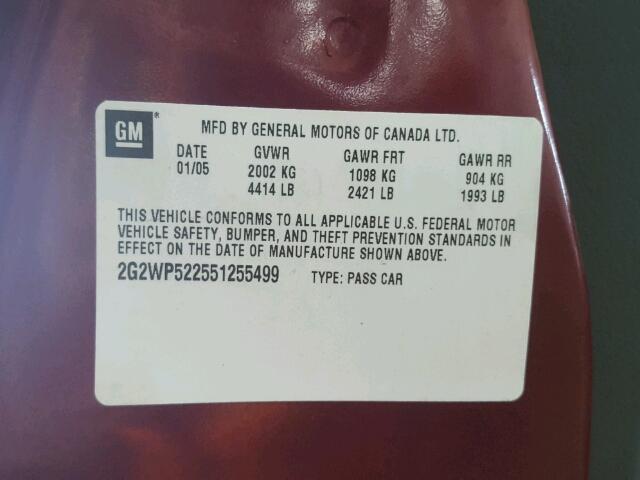 GM®
MFD BY GENERAL MOTORS OF CANADA LTD.
DATE GVWR GAWR FRT GAWR RR
01/05 2002 KG 1098 KG 904 KG
4414 LB 2421 LB 1993 LB
THIS VEHICLE CONFORMS TO ALL APPLICABLE U.S. FEDERAL MOTOR
VEHICLE SAFETY, BUMPER, AND THEFT PREVENTION STANDARDS IN
EFFECT ON THE DATE OF MANUFACTURE SHOWN ABOVE.
2G2WP522551255499 TYPE: PASS CAR